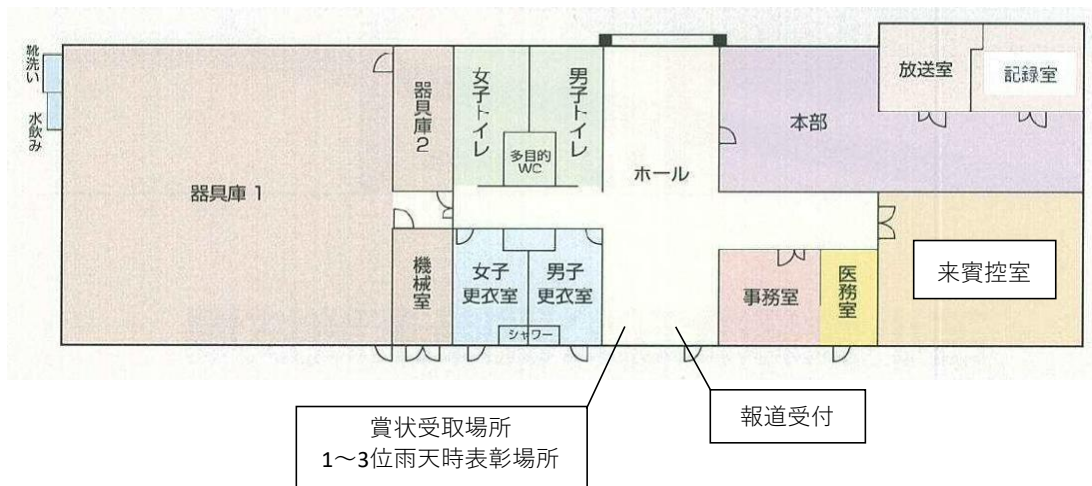 靴洗い
水飲み
器具庫 1
器具庫2
女子トイレ
男子トイレ
多目的
WC
ホール
本部
放送室
記録室
機械室
女子
更衣室
男子
更衣室
シャワー
事務室
医務室
来賓控室
賞状受取場所
1～3位雨天時表彰場所
報道受付